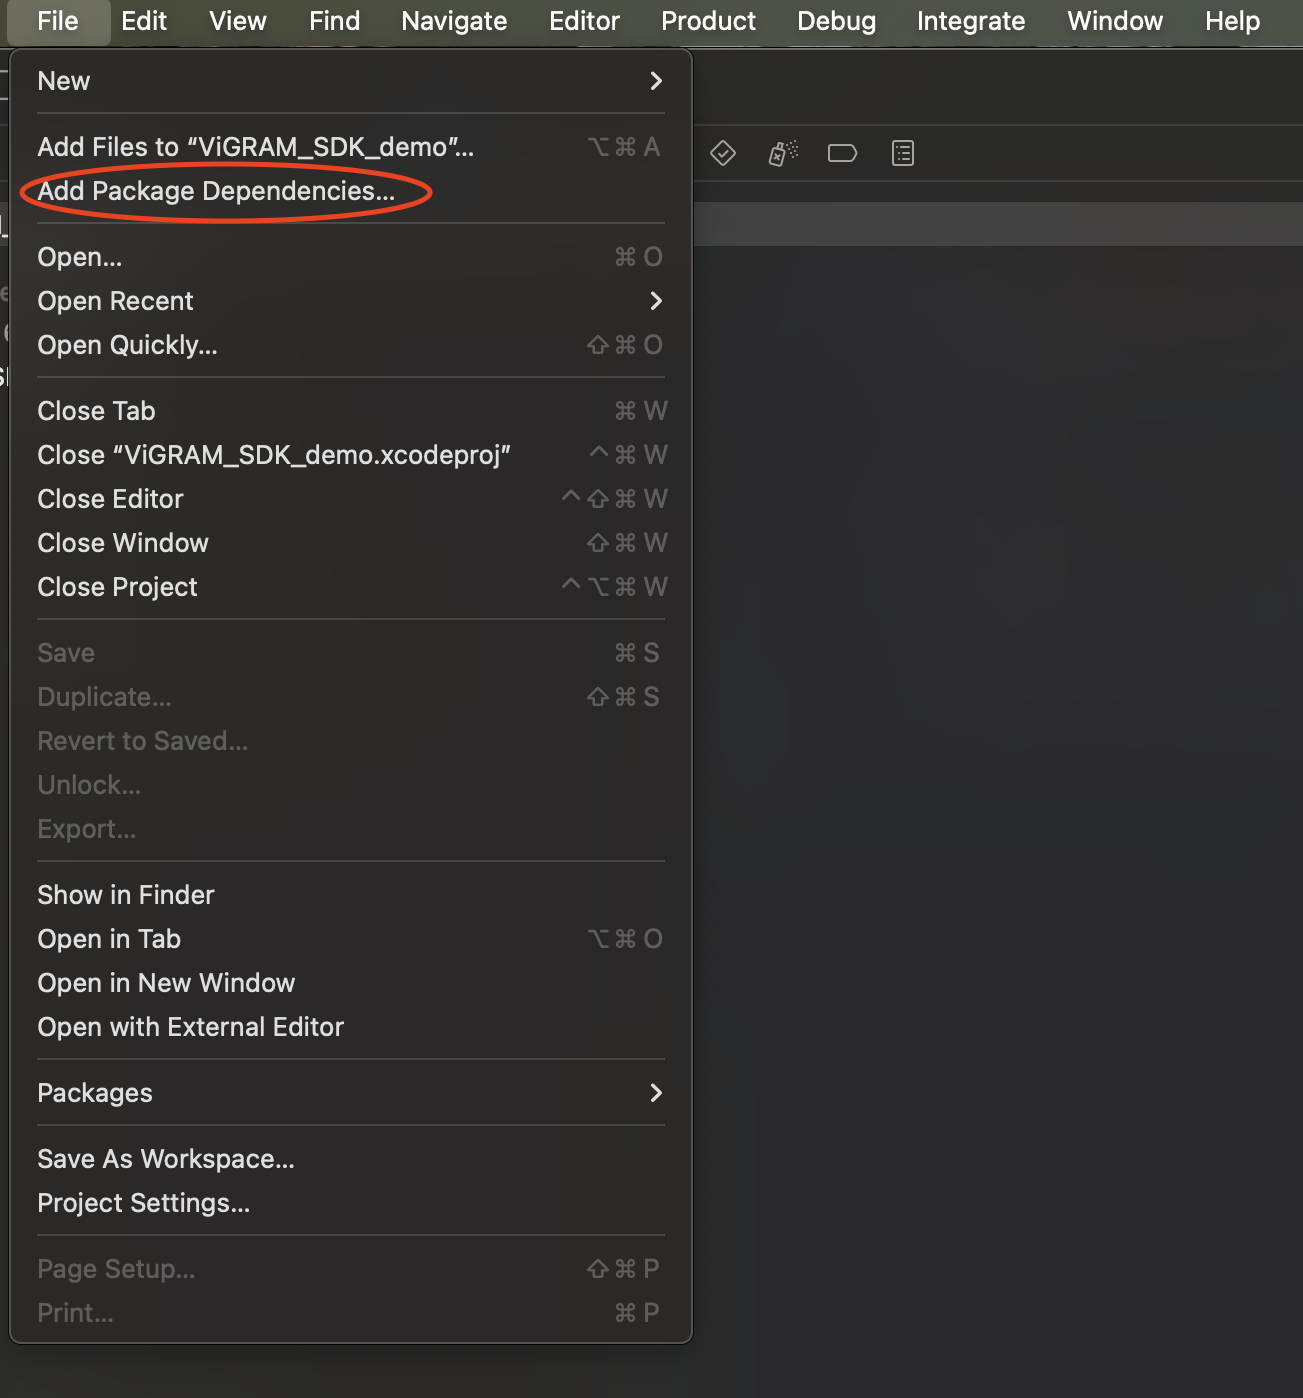 File Edit View Find Navigate Editor Product Debug Integrate Window Help
New
Add Files to “ViGRAM_SDK_demo”... ⌥⌘A
Add Package Dependencies...
Open... ⌘O
Open Recent
Open Quickly... ⇧⌘O
Close Tab ⌘W
Close “ViGRAM_SDK_demo.xcodeproj” ^⌘W
Close Editor ^⇧⌘W
Close Window ⇧⌘W
Close Project ^⌥⌘W
Save ⌘S
Duplicate... ⇧⌘S
Revert to Saved...
Unlock...
Export...
Show in Finder
Open in Tab ⌥⌘O
Open in New Window
Open with External Editor
Packages
Save As Workspace...
Project Settings...
Page Setup... ⇧⌘P
Print... ⌘P